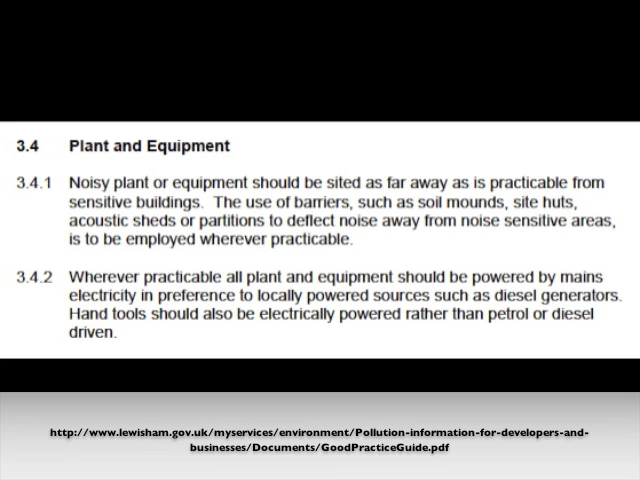 3.4 Plant and Equipment
3.4.1 Noisy plant or equipment should be sited as far away as is practicable from
sensitive buildings. The use of barriers, such as soil mounds, site huts,
acoustic sheds or partitions to deflect noise away from noise sensitive areas,
is to be employed wherever practicable.
3.4.2 Wherever practicable all plant and equipment should be powered by mains
electricity in preference to locally powered sources such as diesel generators.
Hand tools should also be electrically powered rather than petrol or diesel
driven.
http://www.lewisham.gov.uk/myservices/environment/Pollution-information-for-developers-and-
businesses/Documents/GoodPracticeGuide.pdf